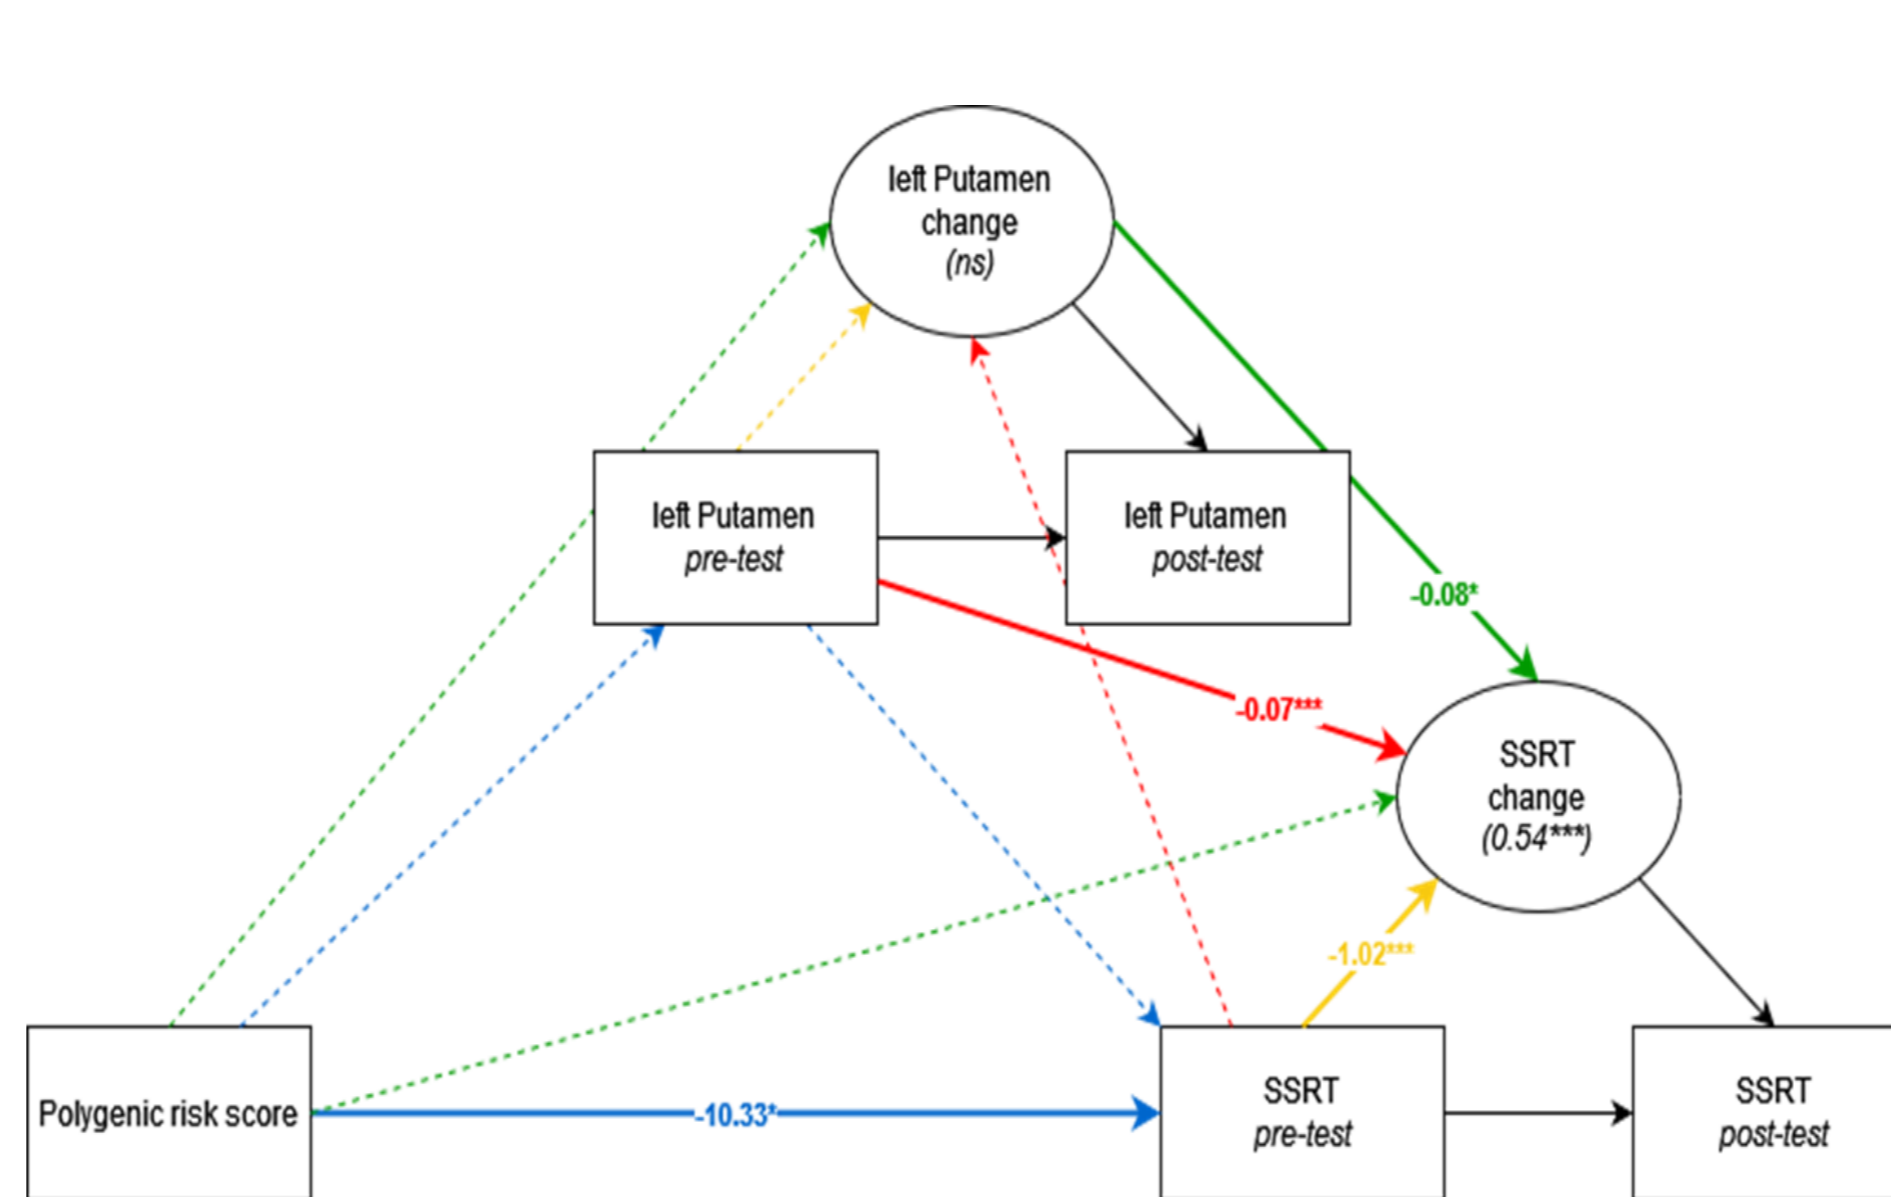 left Putamen
change
(ns)
left Putamen
pre-test
left Putamen
post-test
-0.08*
-0.07***
SSRT
change
(0.54***)
-1.02***
Polygenic risk score
-10.33*
SSRT
pre-test
SSRT
post-test